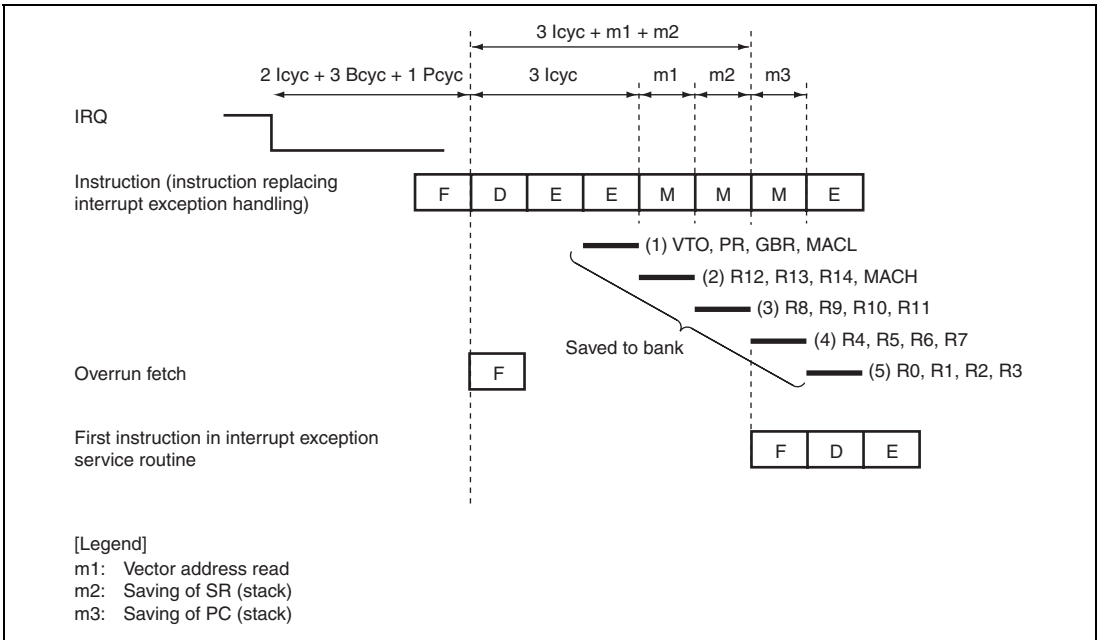 3 Icyc + m1 + m2
2 Icyc + 3 Bcyc + 1 Pcyc 3 Icyc m1 m2 m3
IRQ
Instruction (instruction replacing
interrupt exception handling)
F D E E M M M E
(1) VTO, PR, GBR, MACL
(2) R12, R13, R14, MACH
(3) R8, R9, R10, R11
(4) R4, R5, R6, R7
Saved to bank
(5) R0, R1, R2, R3
Overrun fetch
F
First instruction in interrupt exception
service routine
F D E
[Legend]
m1: Vector address read
m2: Saving of SR (stack)
m3: Saving of PC (stack)